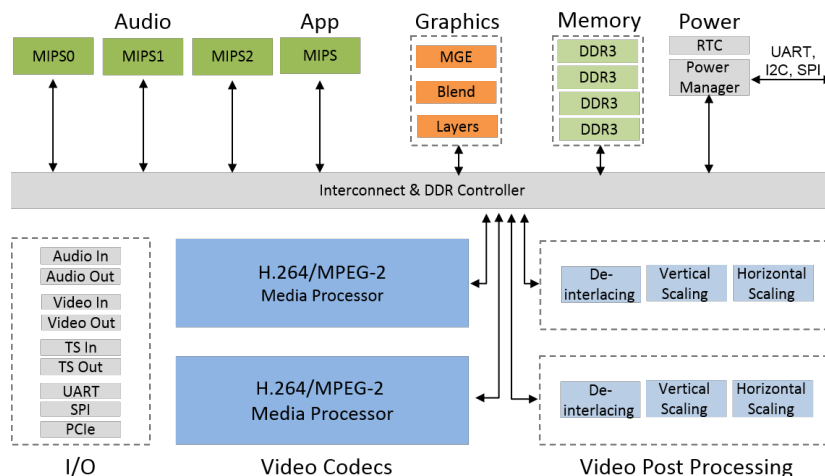 Audio
App
Graphics
Memory
Power
MIPS0
MIPS1
MIPS2
MIPS
MGE
Blend
Layers
DDR3
DDR3
DDR3
DDR3
RTC
Power
Manager
UART,
I2C, SPI
Interconnect & DDR Controller
Audio In
Audio Out
Video In
Video Out
TS In
TS Out
UART
SPI
PCIe
H.264/MPEG-2
Media Processor
H.264/MPEG-2
Media Processor
De-
interlacing
Vertical
Scaling
Horizontal
Scaling
De-
interlacing
Vertical
Scaling
Horizontal
Scaling
I/O
Video Codecs
Video Post Processing